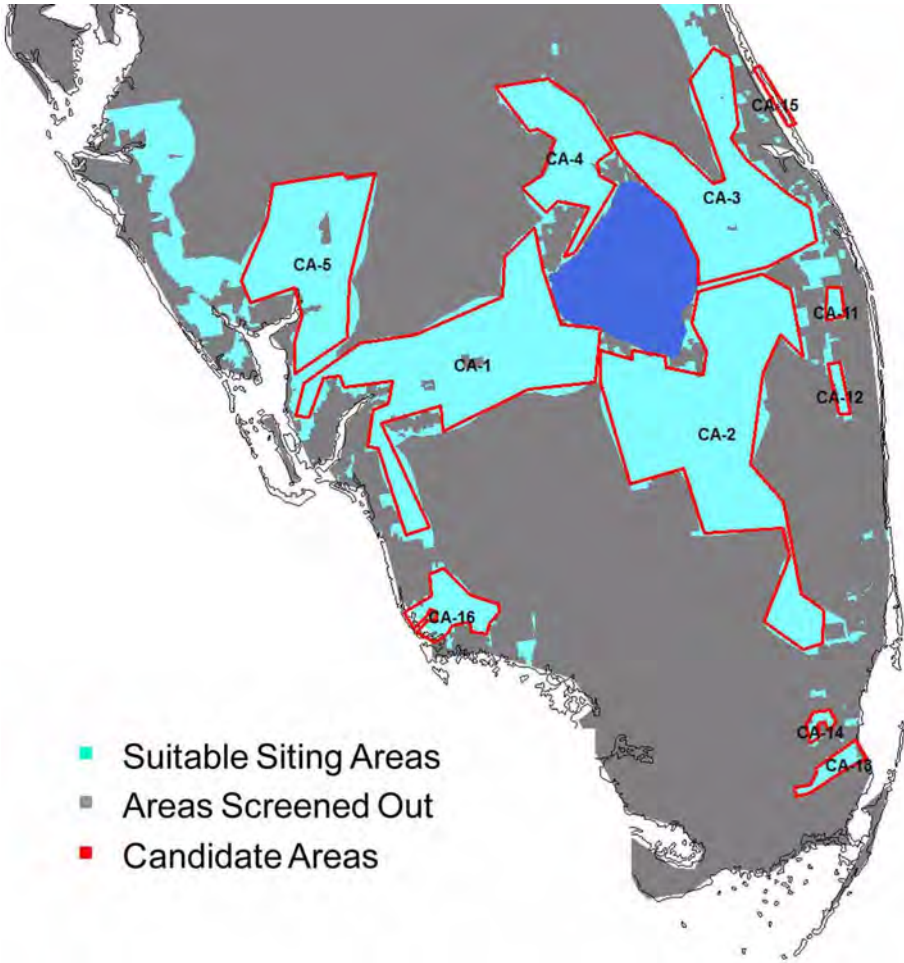 CA-15
CA-4
CA-3
CA-5
CA-11
CA-1
CA-12
CA-2
CA-16
CA-14
CA-18
Suitable Siting Areas
Areas Screened Out
Candidate Areas